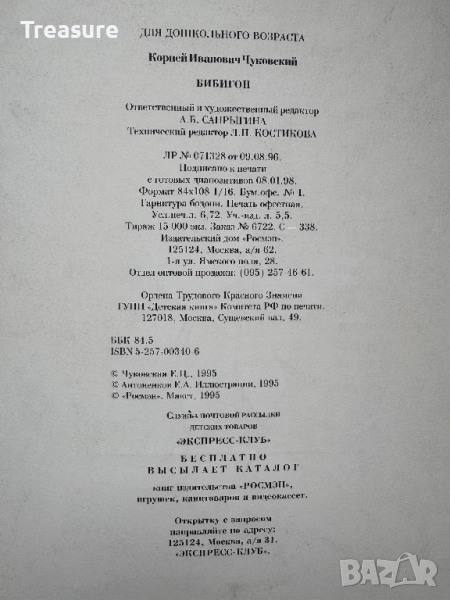 Treasure
ДЛЯ ДОШКОЛЬНОГО ВОЗРАСТА
Корней Иванович Чуковский
БИБИГОН
Ответственный и художественный редактор
А.Б. САПРЫГИНА
Технический редактор Л.П. КОСТИКОВА
ЛР № 071328 от 09.08.96.
Подписано к печати
с готовых диапозитивов 08.01.98.
Формат 84х108 1/16. Бум.офс. № 1.
Гарнитура бодони. Печать офсетная.
Усл.печ.л. 6,72. Уч.-изд. л. 5,5.
Тираж 15 000 экз. Заказ № 6722. С — 338.
Издательский дом «Росмэн».
125124, Москва, а/я 62.
1-я ул. Ямского поля, 28.
Отдел оптовой продажи: (095) 257-46-61.
Ордена Трудового Красного Знамени
ГУПП «Детская книга» Комитета РФ по печати.
127018, Москва, Сущевский вал, 49.
ББК 84.5
ISBN 5-257-00340-6
© Чуковская Е.Ц., 1995
© Антоненков Е.А. Иллюстрации, 1995
© «Росмэн». Макет, 1995
Служба почтовой рассылки
детских товаров
«ЭКСПРЕСС-КЛУБ»
БЕСПЛАТНО
ВЫСЫЛАЕТ КАТАЛОГ
книг издательства «РОСМЭН»,
игрушек, канцтоваров и видеокассет.
Открытку с запросом
направляйте по адресу:
125124, Москва, а/я 31.
«ЭКСПРЕСС-КЛУБ».
BAZAR